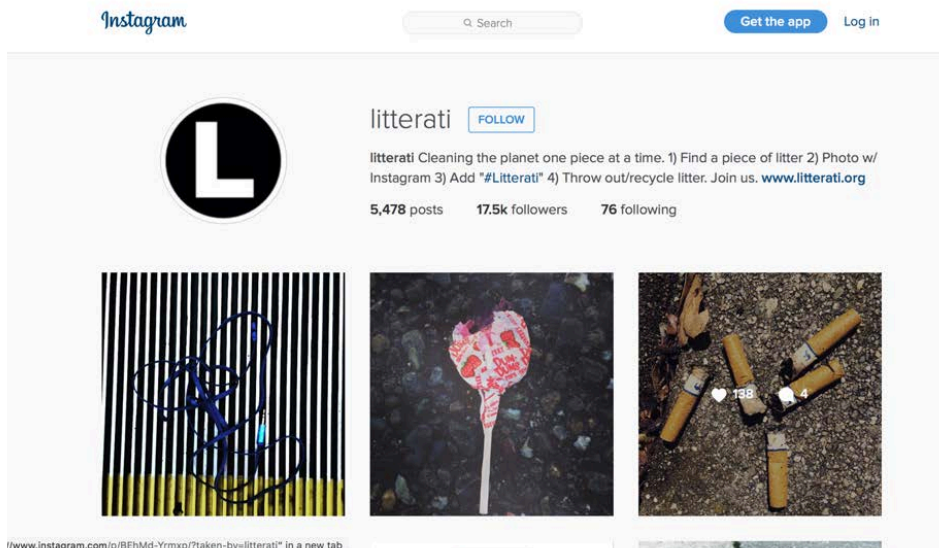 Instagram
Search
Get the app
Log in
litterati FOLLOW
litterati Cleaning the planet one piece at a time. 1) Find a piece of litter 2) Photo w/
Instagram 3) Add "#Litterati" 4) Throw out/recycle litter. Join us. www.litterati.org
5,478 posts 17.5k followers 76 following
L
DUM DUMS
138 4
//www.instagram.com/p/BEhMd-Yrmxp/?taken-by=litterati" in a new tab